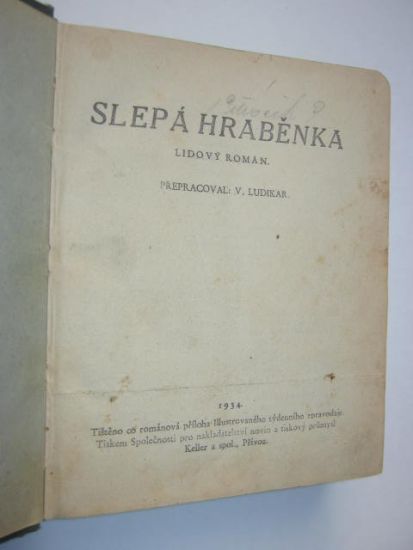 SLEPÁ HRABĚNKA
LIDOVÝ ROMÁN.
PŘEPRACOVAL: V. LUDIKAR.
1934.
Tištěno co románová příloha Illustrovaného týdenního zpravodaje.
Tiskem Společnosti pro nakladatelství novin a tiskový průmysl
Keller a spol., Přívoz.